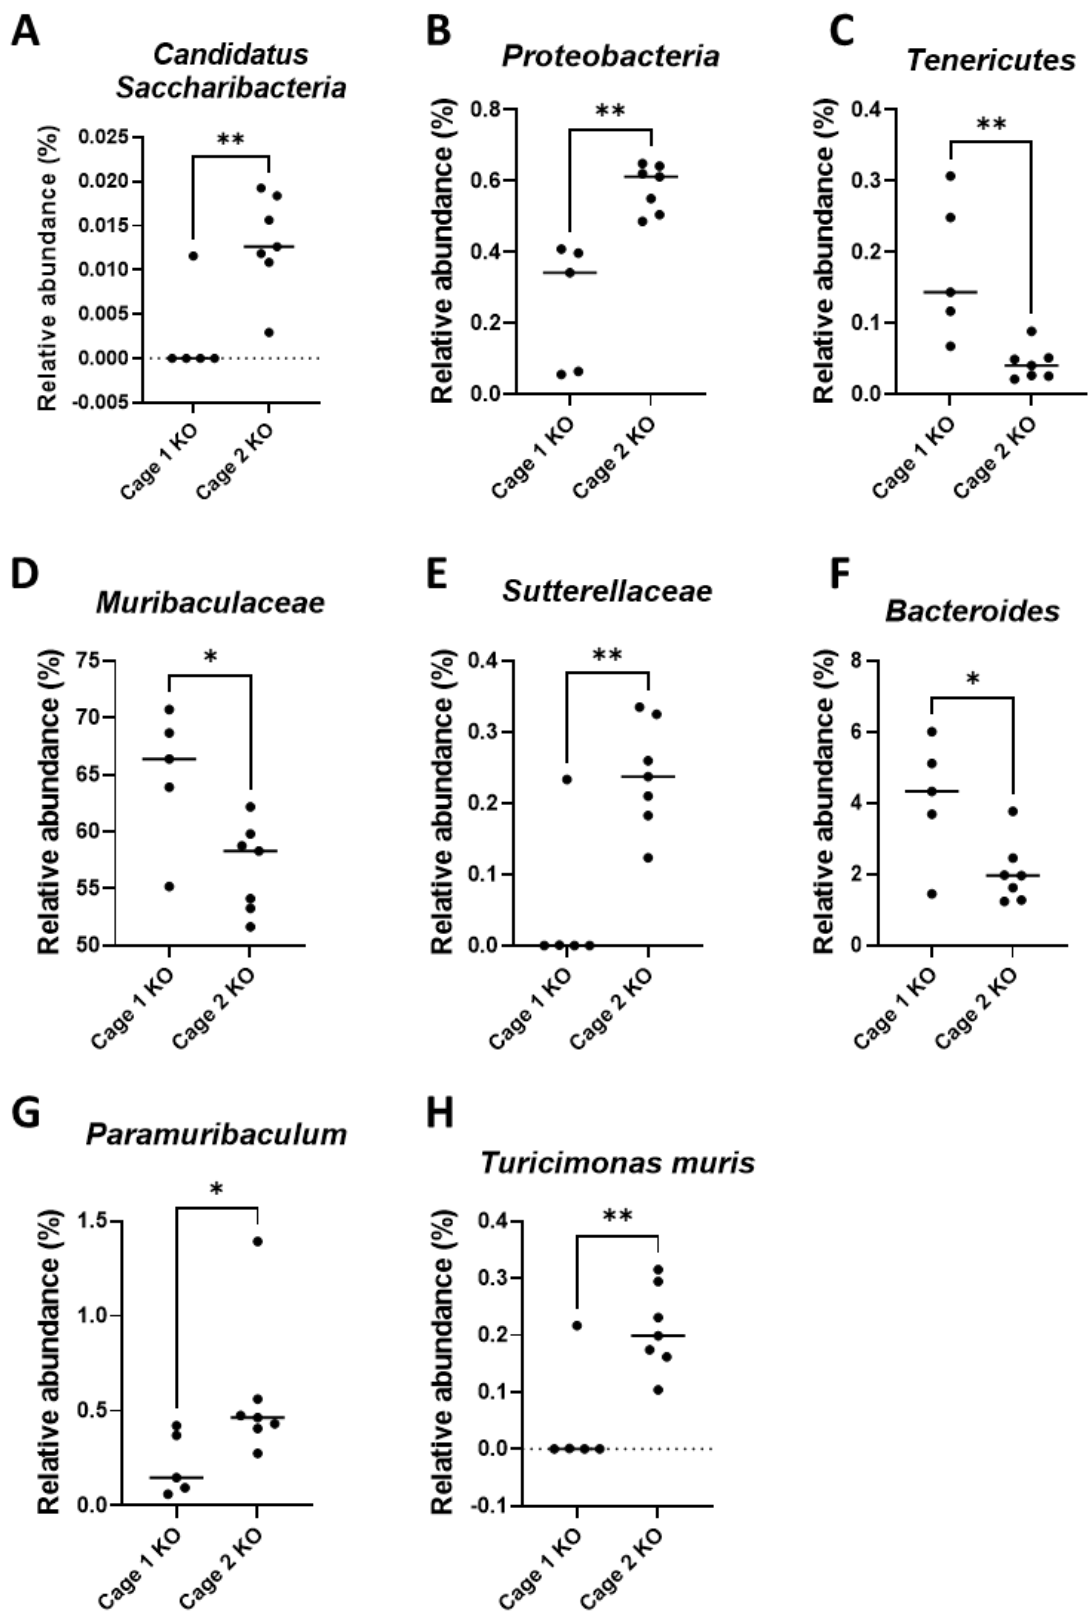 A
Candidatus
Saccharibacteria
Relative abundance (%)
0.025
0.020
0.015
0.010
0.005
0.000
-0.005
**
Cage 1 KO
Cage 2 KO
B
Proteobacteria
Relative abundance (%)
0.8
0.6
0.4
0.2
0.0
**
Cage 1 KO
Cage 2 KO
C
Tenericutes
Relative abundance (%)
0.4
0.3
0.2
0.1
0.0
**
Cage 1 KO
Cage 2 KO
D
Muribaculaceae
Relative abundance (%)
75
70
65
60
55
50
*
Cage 1 KO
Cage 2 KO
E
Sutterellaceae
Relative abundance (%)
0.4
0.3
0.2
0.1
0.0
**
Cage 1 KO
Cage 2 KO
F
Bacteroides
Relative abundance (%)
8
6
4
2
0
*
Cage 1 KO
Cage 2 KO
G
Paramuribaculum
Relative abundance (%)
1.5
1.0
0.5
0.0
*
Cage 1 KO
Cage 2 KO
H
Turicimonas muris
Relative abundance (%)
0.4
0.3
0.2
0.1
0.0
-0.1
**
Cage 1 KO
Cage 2 KO